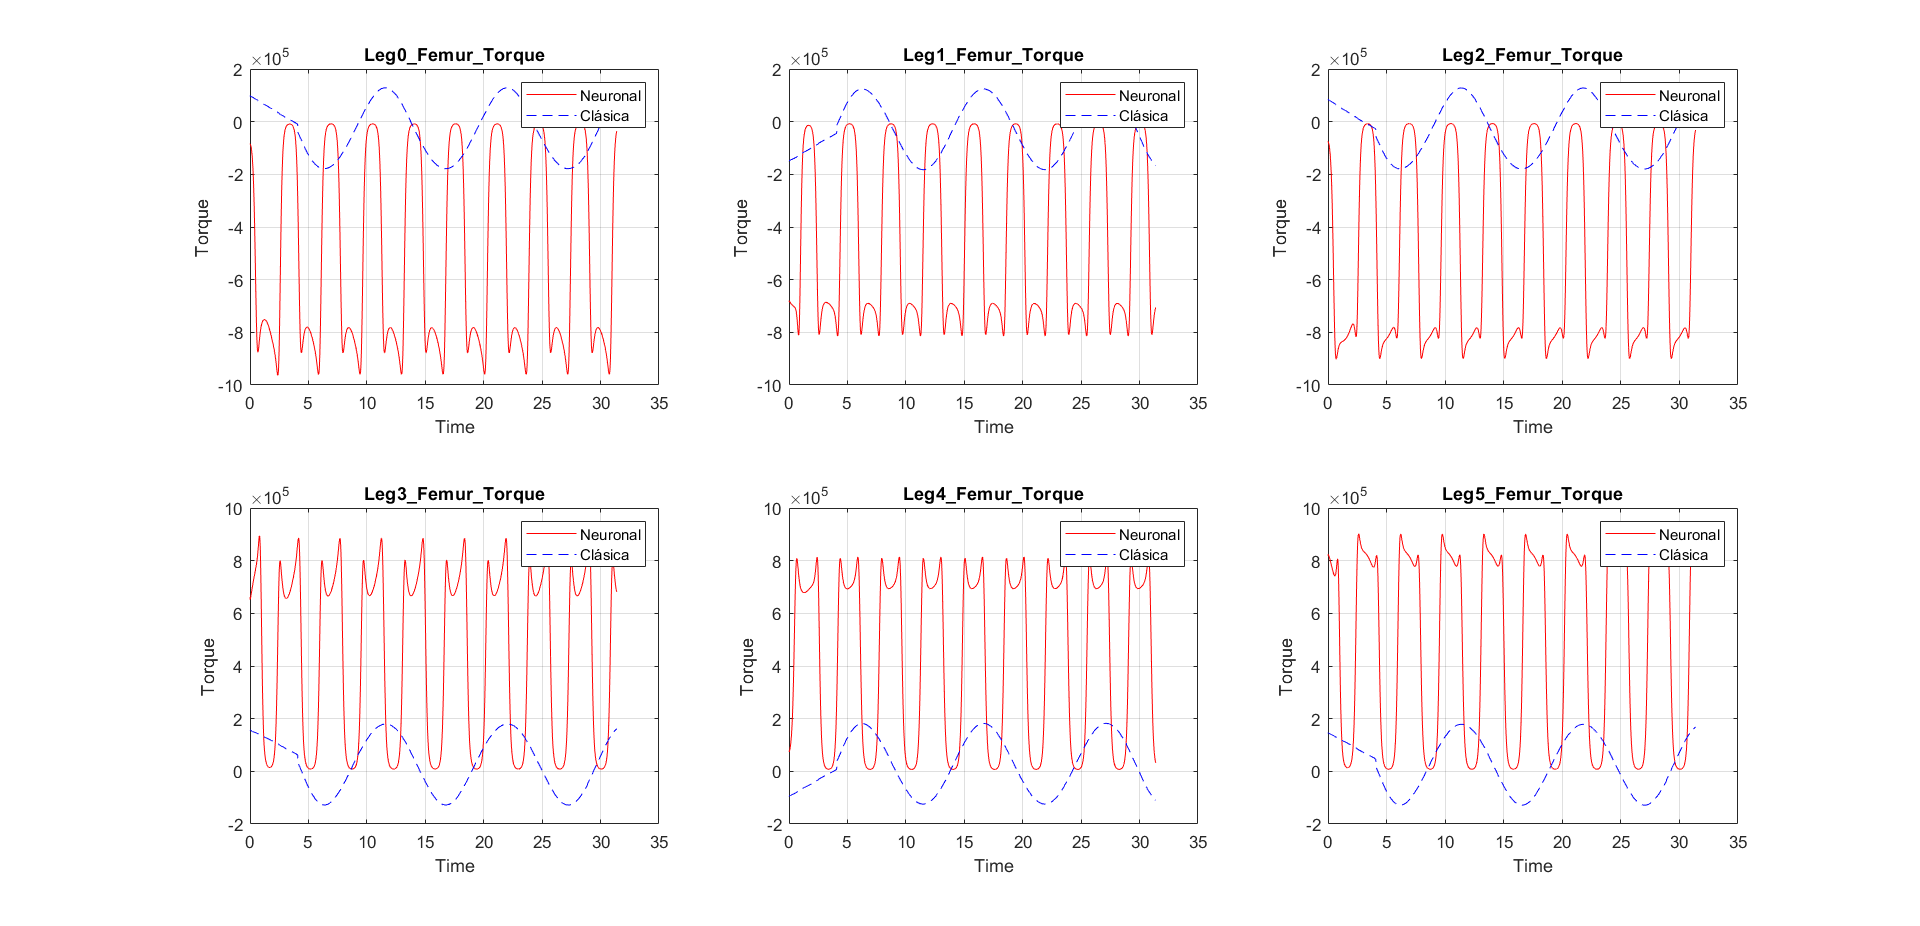 Leg0_Femur_Torque
×10^5
2
0
-2
-4
-6
-8
-10
Torque
0 5 10 15 20 25 30 35
Time
Neuronal
Clásica
Leg1_Femur_Torque
×10^5
2
0
-2
-4
-6
-8
-10
Torque
0 5 10 15 20 25 30 35
Time
Neuronal
Clásica
Leg2_Femur_Torque
×10^5
2
0
-2
-4
-6
-8
-10
Torque
0 5 10 15 20 25 30 35
Time
Neuronal
Clásica
Leg3_Femur_Torque
×10^5
10
8
6
4
2
0
-2
Torque
0 5 10 15 20 25 30 35
Time
Neuronal
Clásica
Leg4_Femur_Torque
×10^5
10
8
6
4
2
0
-2
Torque
0 5 10 15 20 25 30 35
Time
Neuronal
Clásica
Leg5_Femur_Torque
×10^5
10
8
6
4
2
0
-2
Torque
0 5 10 15 20 25 30 35
Time
Neuronal
Clásica